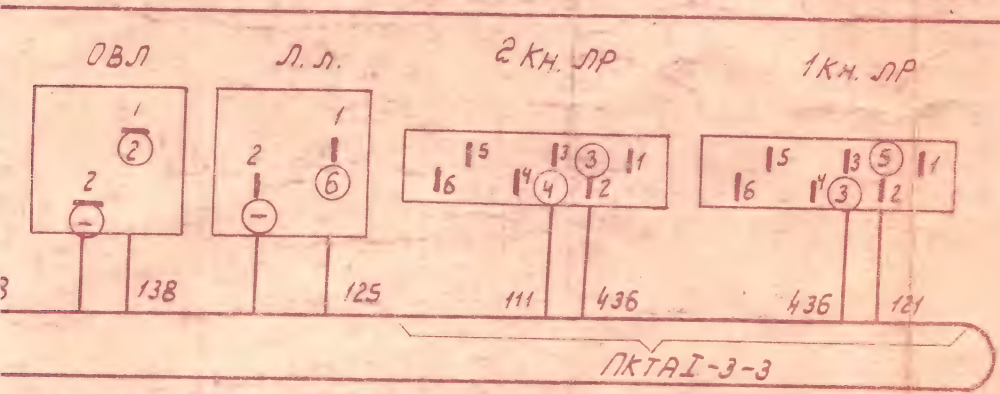 ОВЛ Л.Л. 2 КН. ЛР 1 КН. ЛР
1 2 2 -
2 1 6 -
5 3 3 1 6 4 4 2
5 3 5 1 6 4 3 2
138 125 111 436 436 121
ПКТАI-3-3